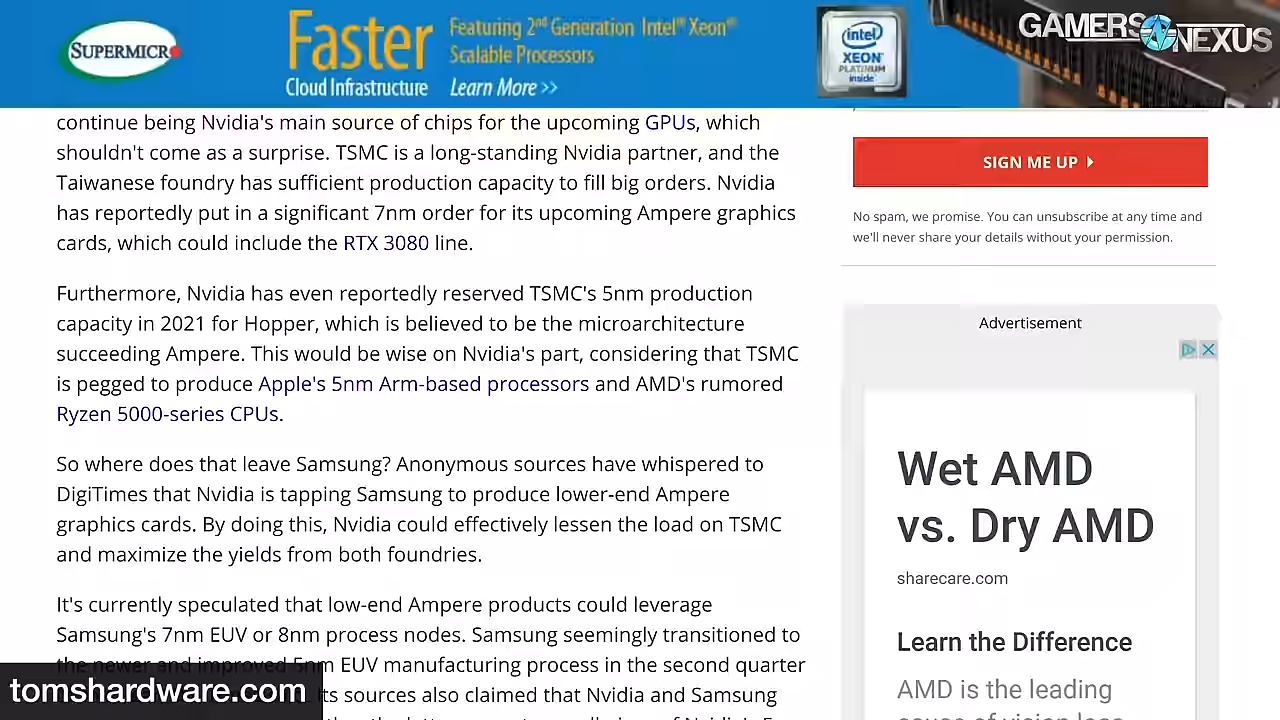 SUPERMICRO
Faster
Cloud Infrastructure
Featuring 2nd Generation Intel® Xeon®
Scalable Processors
Learn More >>
intel
XEON
PLATINUM
inside
GAMERS NEXUS
continue being Nvidia's main source of chips for the upcoming GPUs, which
shouldn't come as a surprise. TSMC is a long-standing Nvidia partner, and the
Taiwanese foundry has sufficient production capacity to fill big orders. Nvidia
has reportedly put in a significant 7nm order for its upcoming Ampere graphics
cards, which could include the RTX 3080 line.
Furthermore, Nvidia has even reportedly reserved TSMC's 5nm production
capacity in 2021 for Hopper, which is believed to be the microarchitecture
succeeding Ampere. This would be wise on Nvidia's part, considering that TSMC
is pegged to produce Apple's 5nm Arm-based processors and AMD's rumored
Ryzen 5000-series CPUs.
So where does that leave Samsung? Anonymous sources have whispered to
DigiTimes that Nvidia is tapping Samsung to produce lower-end Ampere
graphics cards. By doing this, Nvidia could effectively lessen the load on TSMC
and maximize the yields from both foundries.
It's currently speculated that low-end Ampere products could leverage
Samsung's 7nm EUV or 8nm process nodes. Samsung seemingly transitioned to
the newer and improved 5nm EUV manufacturing process in the second quarter
ts sources also claimed that Nvidia and Samsung
SIGN ME UP
No spam, we promise. You can unsubscribe at any time and
we'll never share your details without your permission.
Advertisement
Wet AMD
vs. Dry AMD
sharecare.com
Learn the Difference
AMD is the leading
tomshardware.com